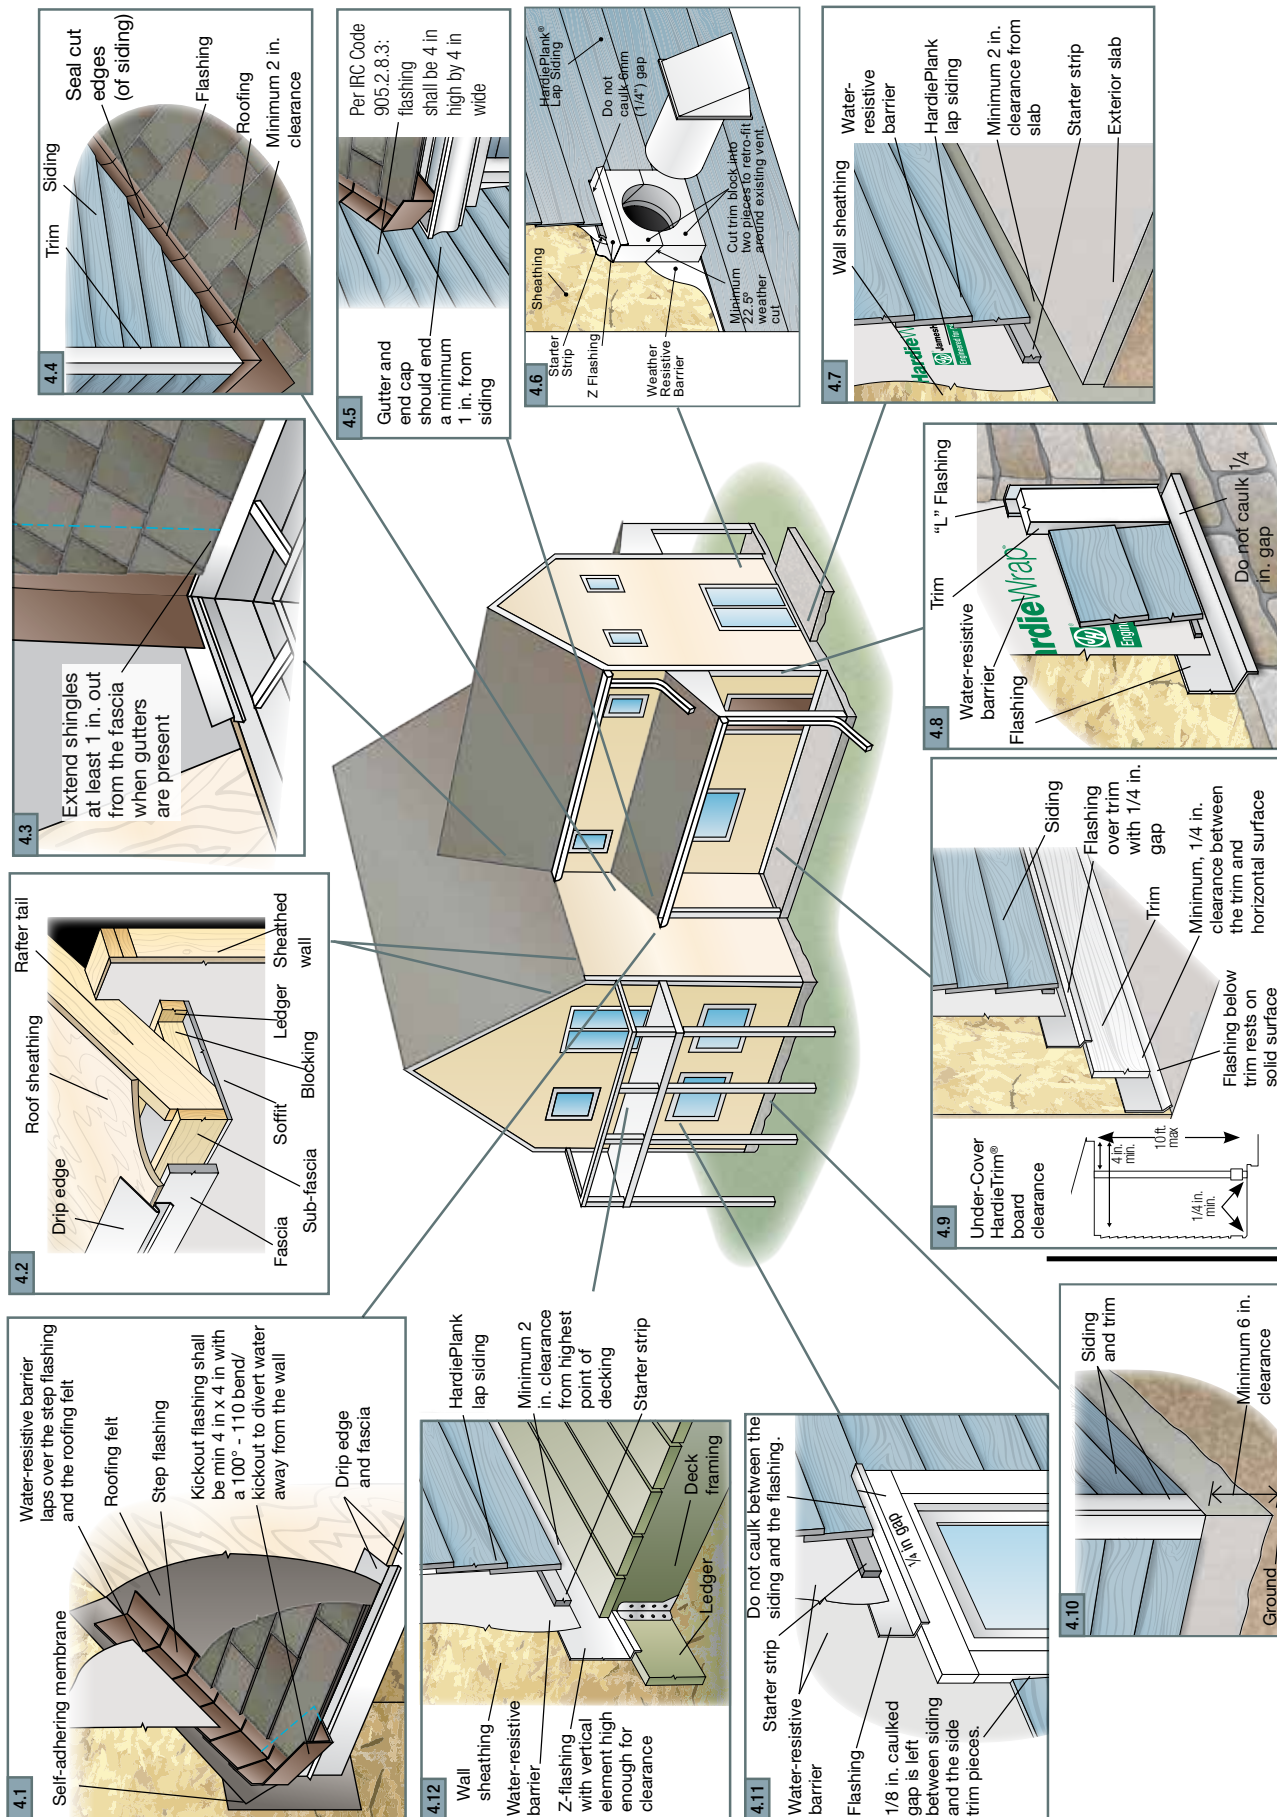 4.1
Self-adhering membrane
Water-resistive barrier
laps over the step flashing
and the roofing felt
Roofing felt
Step flashing
Kickout flashing shall
be min 4 in x 4 in with
a 100° - 110 bend/
kickout to divert water
away from the wall
Drip edge
and fascia
4.2
Drip edge
Roof sheathing
Rafter tail
Fascia
Sub-fascia
Soffit
Blocking
Ledger
Sheathed
wall
4.3
Extend shingles
at least 1 in. out
from the fascia
when gutters
are present
4.4
Trim
Siding
Seal cut
edges
(of siding)
Flashing
Roofing
Minimum 2 in.
clearance
4.5
Gutter and
end cap
should end
a minimum
1 in. from
siding
Per IRC Code
905.2.8.3:
flashing
shall be 4 in
high by 4 in
wide
4.6
Starter
Strip
Z Flashing
Weather
Resistive
Barrier
Sheathing
HardiePlank®
Lap Siding
Do not
caulk 6mm
(1/4") gap
Minimum
22.5º
weather
cut
Cut trim block into
two pieces to retro-fit
around existing vent.
4.7
Wall sheathing
Water-
resistive
barrier
HardiePlank
lap siding
Minimum 2 in.
clearance from
slab
Starter strip
Exterior slab
HardieWrap
James
Engineered for
4.8
Flashing
Water-resistive
barrier
Trim
“L” Flashing
rdieWrap®
Engin
Do not caulk 1/4
in. gap
4.9
Under-Cover
HardieTrim®
board
clearance
4 in.
min.
10 ft.
max
1/4 in.
min.
Siding
Flashing
over trim
with 1/4 in.
gap
Trim
Minimum, 1/4 in.
clearance between
the trim and
horizontal surface
Flashing below
trim rests on
solid surface
4.10
Siding
and trim
Minimum 6 in.
clearance
Ground
4.11
Water-resistive
barrier
Starter strip
Do not caulk between the
siding and the flashing.
Flashing
1/4 in gap
1/8 in. caulked
gap is left
between siding
and the side
trim pieces.
4.12
Wall
sheathing
Water-resistive
barrier
Z-flashing
with vertical
element high
enough for
clearance
HardiePlank
lap siding
Minimum 2
in. clearance
from highest
point of
decking
Starter strip
Deck
framing
Ledger